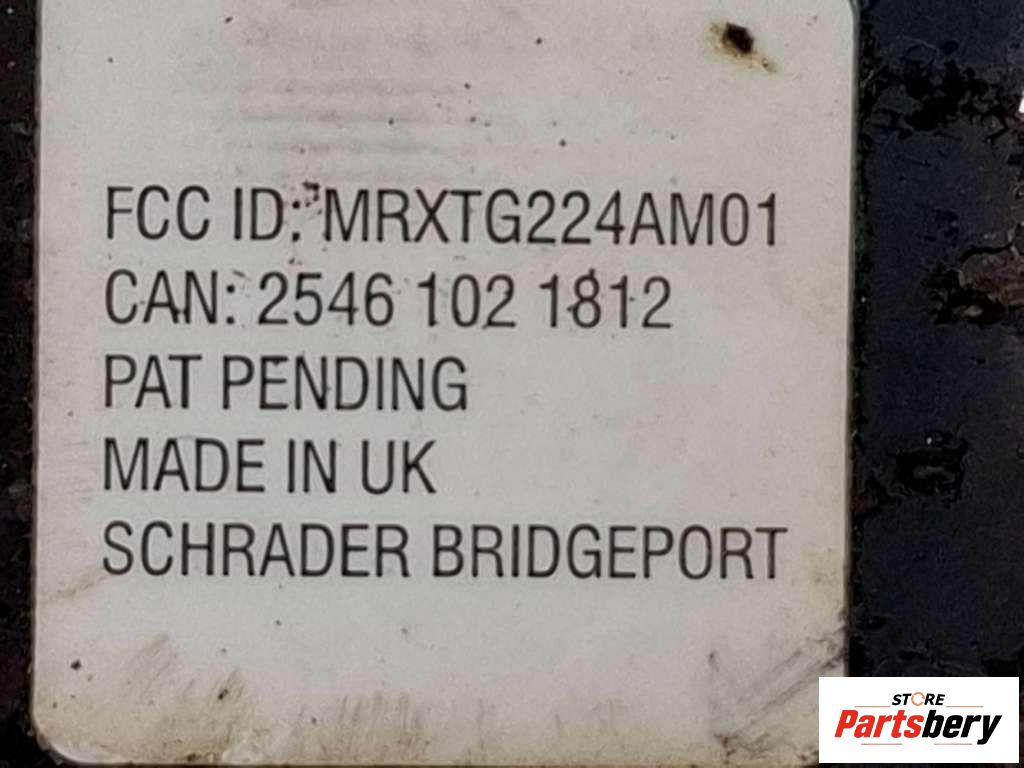 FCC ID: MRXTG224AM01
CAN: 2546 102 1812
PAT PENDING
MADE IN UK
SCHRADER BRIDGEPORT
STORE
Partsbery